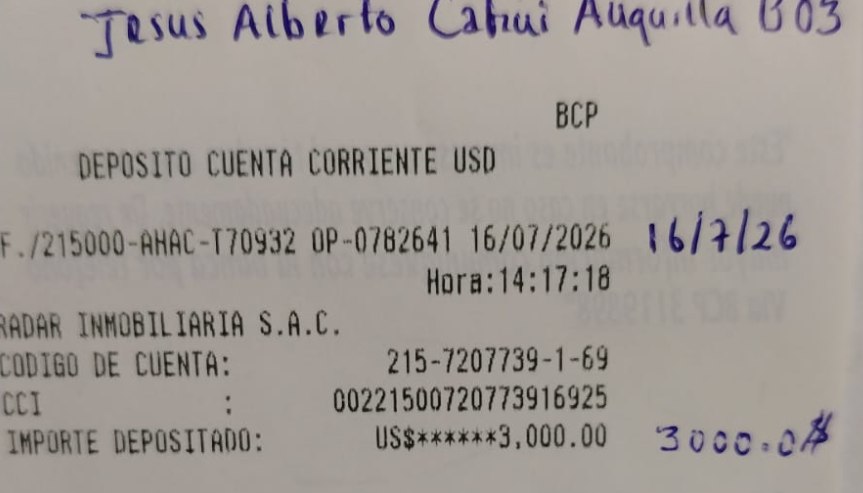 Jesus Alberto Cahui Auquilla B03
BCP
DEPOSITO CUENTA CORRIENTE USD
F./215000-AHAC-T70932 OP-0782641 16/07/2026 16/7/26
Hora:14:17:18
RADAR INMOBILIARIA S.A.C.
CODIGO DE CUENTA: 215-7207739-1-69
CCI : 00221500720773916925
IMPORTE DEPOSITADO: US$******3,000.00 3000.0$